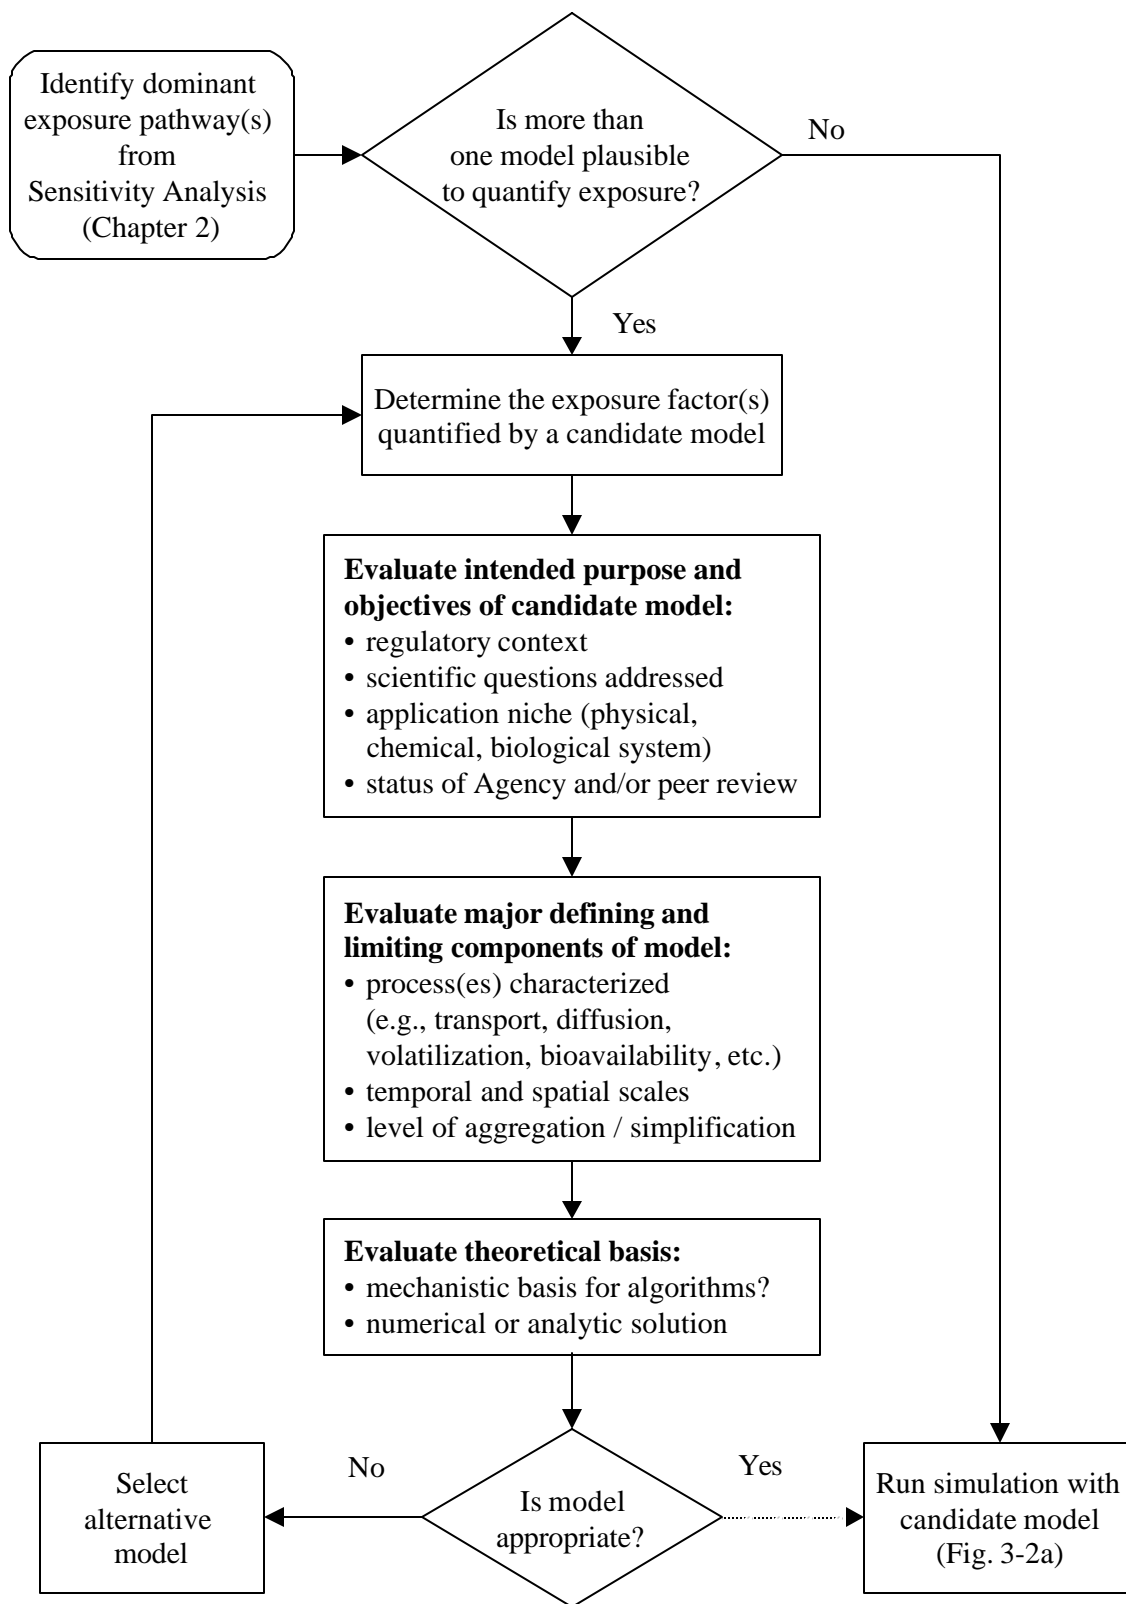 Identify dominant
exposure pathway(s)
from
Sensitivity Analysis
(Chapter 2)
Is more than
one model plausible
to quantify exposure?
No
Yes
Determine the exposure factor(s)
quantified by a candidate model
Evaluate intended purpose and
objectives of candidate model:
• regulatory context
• scientific questions addressed
• application niche (physical,
chemical, biological system)
• status of Agency and/or peer review
Evaluate major defining and
limiting components of model:
• process(es) characterized
(e.g., transport, diffusion,
volatilization, bioavailability, etc.)
• temporal and spatial scales
• level of aggregation / simplification
Evaluate theoretical basis:
• mechanistic basis for algorithms?
• numerical or analytic solution
Is model
appropriate?
No
Yes
Select
alternative
model
Run simulation with
candidate model
(Fig. 3-2a)